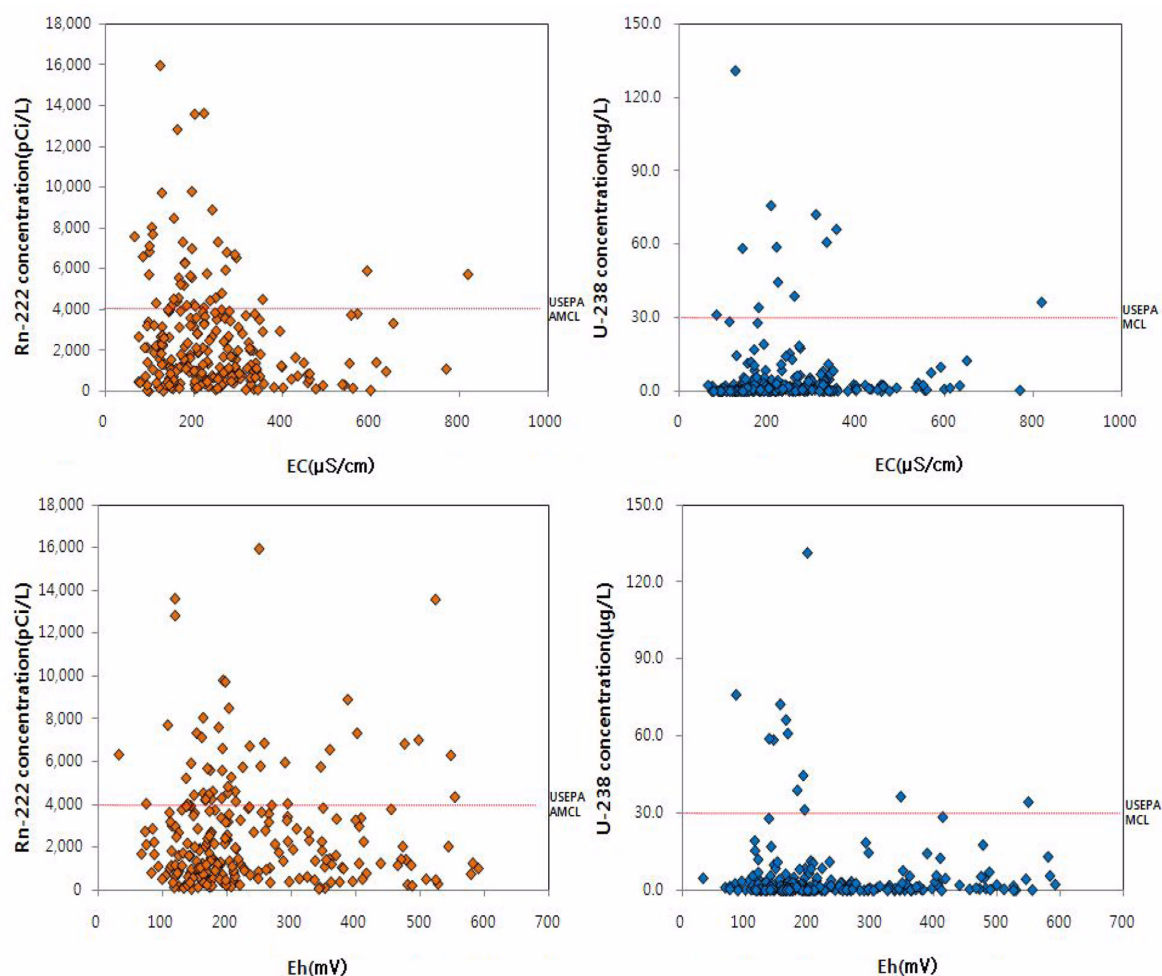 18,000
16,000
14,000
12,000
10,000
8,000
6,000
4,000
2,000
0
Rn-222 concentration(pCi/L)
0 200 400 600 800 1000
EC(µS/cm)
USEPA
AMCL
150.0
120.0
90.0
60.0
30.0
0.0
U-238 concentration(µg/L)
0 200 400 600 800 1000
EC(µS/cm)
USEPA
MCL
18,000
16,000
14,000
12,000
10,000
8,000
6,000
4,000
2,000
0
Rn-222 concentration(pCi/L)
0 100 200 300 400 500 600 700
Eh(mV)
USEPA
AMCL
150.0
120.0
90.0
60.0
30.0
0.0
U-238 concentration(µg/L)
0 100 200 300 400 500 600 700
Eh(mV)
USEPA
MCL